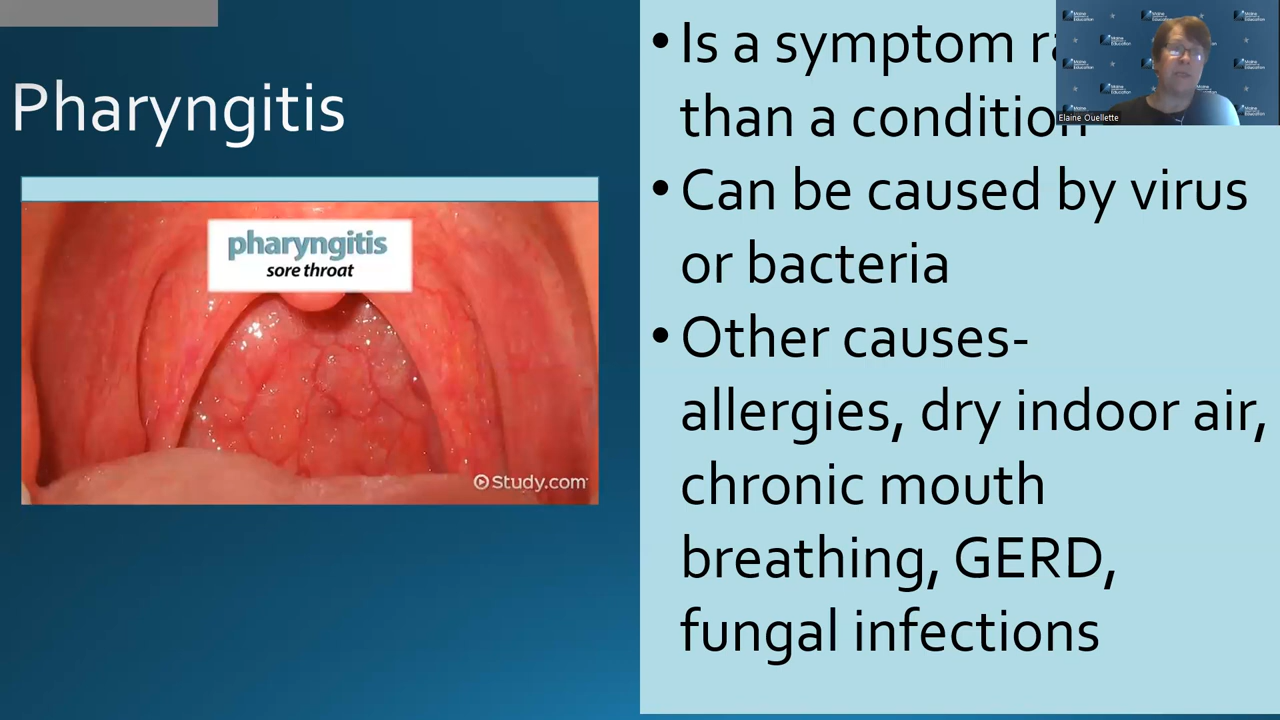 Pharyngitis
pharyngitis
sore throat
Study.com
• Is a symptom
than a condition
• Can be caused by virus
or bacteria
• Other causes-
allergies, dry indoor air,
chronic mouth
breathing, GERD,
fungal infections
Elaine Ouellette